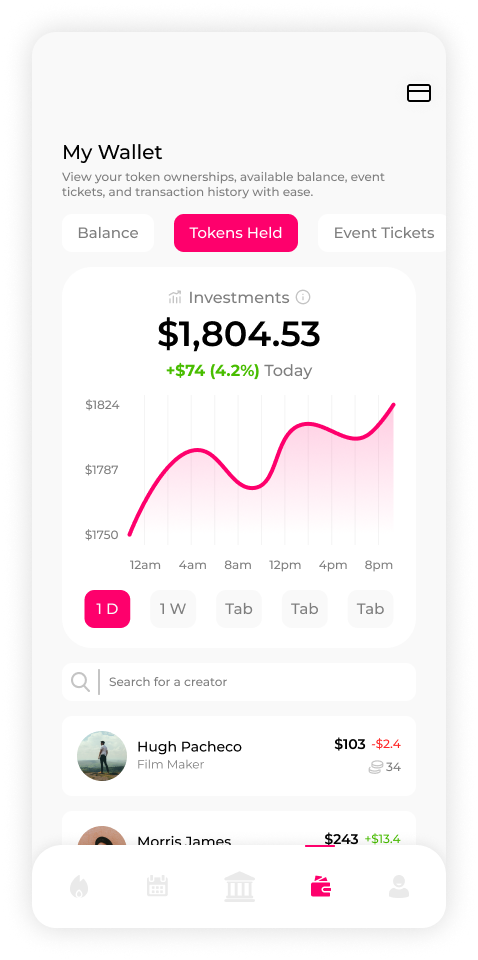 My Wallet
View your token ownerships, available balance, event
tickets, and transaction history with ease.
Balance
Tokens Held
Event Tickets
Investments
$1,804.53
+$74 (4.2%) Today
$1824
$1787
$1750
12am 4am 8am 12pm 4pm 8pm
1 D
1 W
Tab
Tab
Tab
Search for a creator
Hugh Pacheco $103 -$2.4
Film Maker 34
Morris James $243 +$13.4